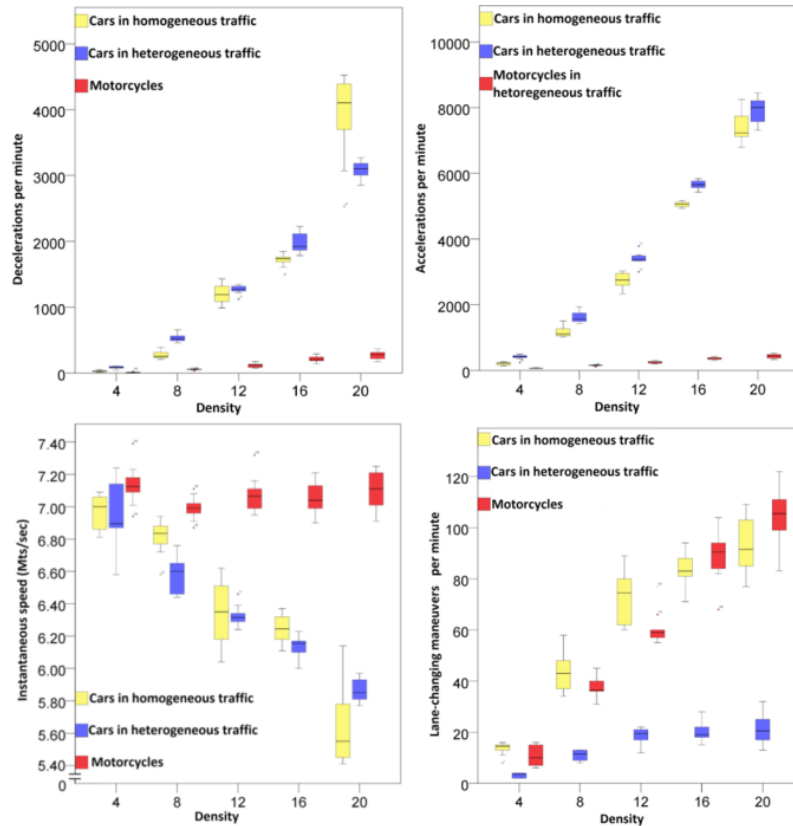 Cars in homogeneous traffic
Cars in heterogeneous traffic
Motorcycles
Decelerations per minute
5000
4000
3000
2000
1000
0
4 8 12 16 20
Density
Cars in homogeneous traffic
Cars in heterogeneous traffic
Motorcycles in
hetoregeneous traffic
Accelerations per minute
10000
8000
6000
4000
2000
0
4 8 12 16 20
Density
Instantaneous speed (Mts/sec)
7.40
7.20
7.00
6.80
6.60
6.40
6.20
6.00
5.80
5.60
5.40
0
Cars in homogeneous traffic
Cars in heterogeneous traffic
Motorcycles
4 8 12 16 20
Density
Cars in homogeneous traffic
Cars in heterogeneous traffic
Motorcycles
Lane-changing maneuvers per minute
120
100
80
60
40
20
0
4 8 12 16 20
Density